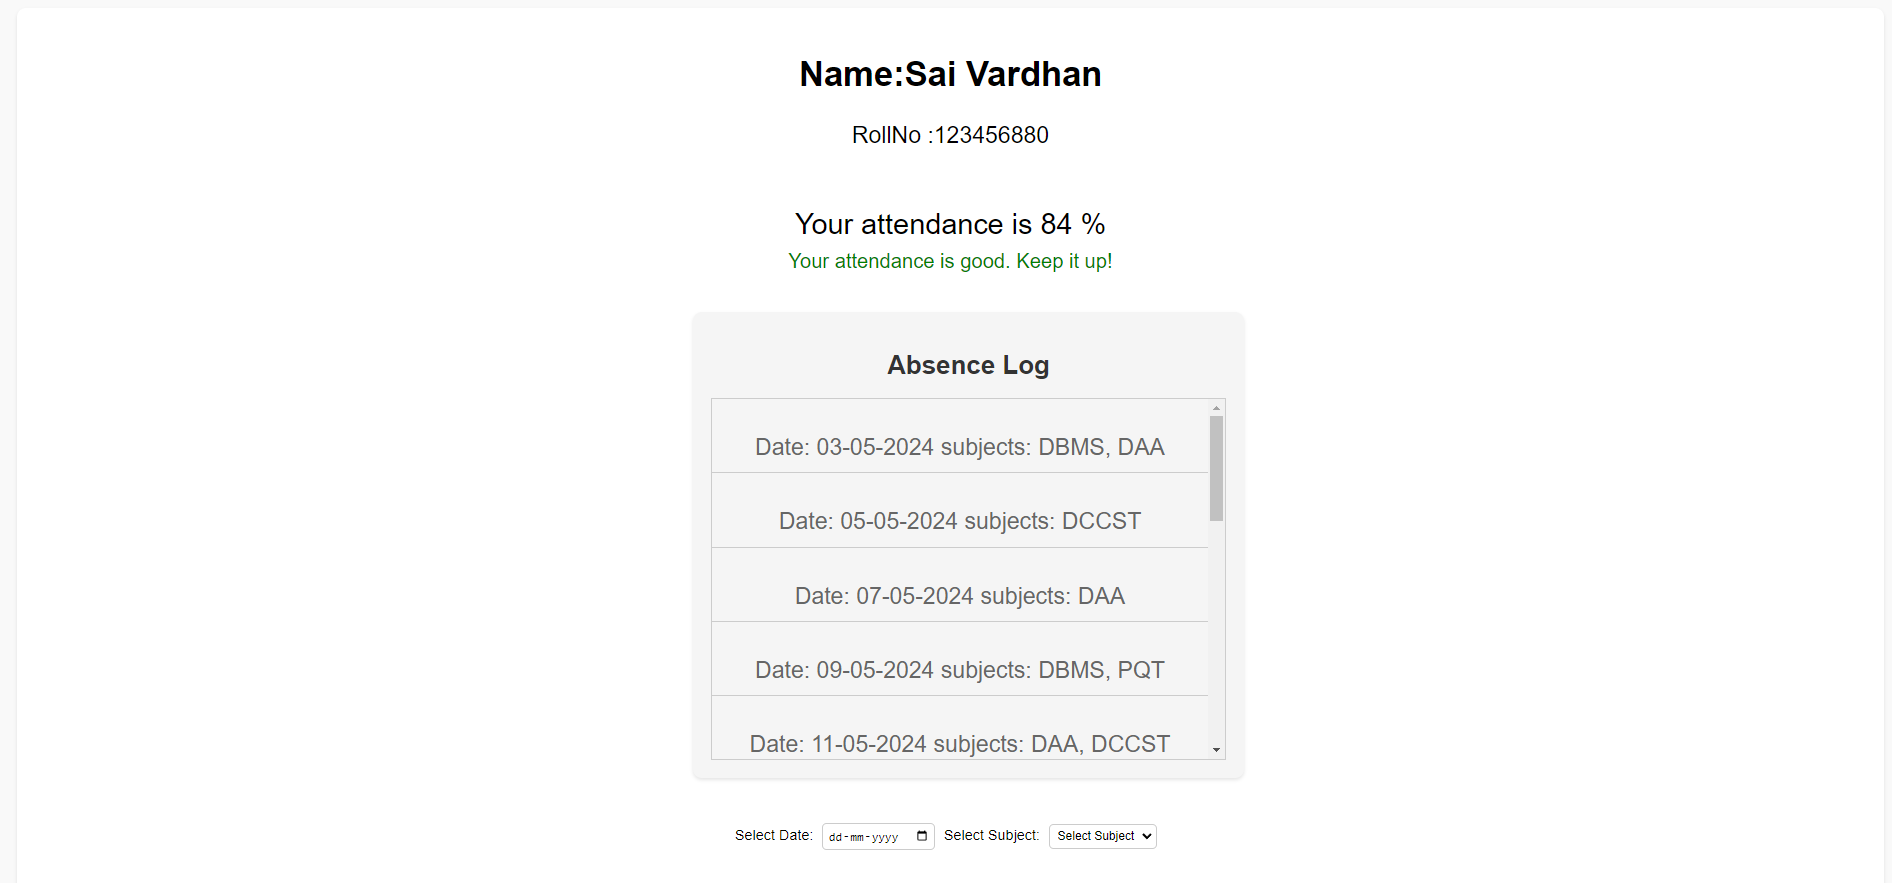 Name:Sai Vardhan
RollNo :123456880
Your attendance is 84 %
Your attendance is good. Keep it up!
Absence Log
Date: 03-05-2024 subjects: DBMS, DAA
Date: 05-05-2024 subjects: DCCST
Date: 07-05-2024 subjects: DAA
Date: 09-05-2024 subjects: DBMS, PQT
Date: 11-05-2024 subjects: DAA, DCCST
Select Date: dd-mm-yyyy Select Subject: Select Subject